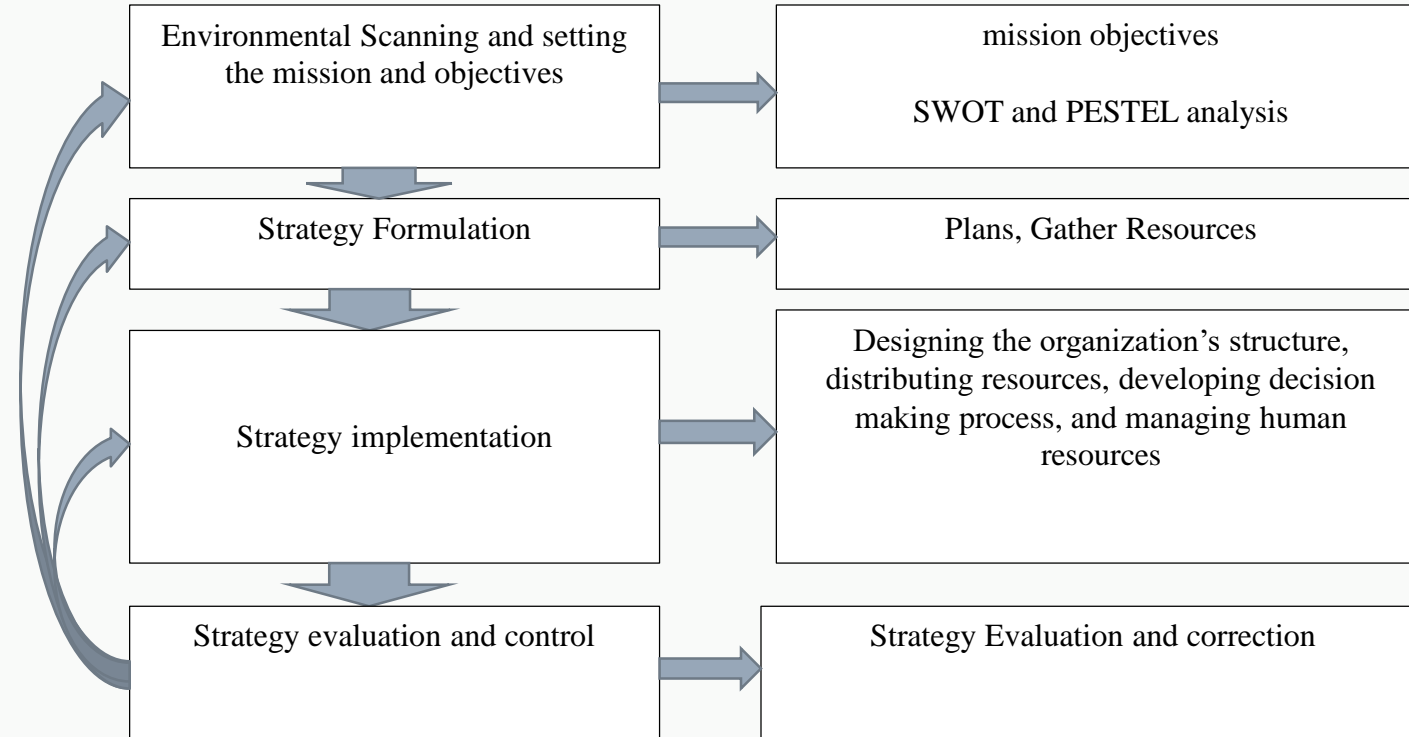 Environmental Scanning and setting
the mission and objectives
mission objectives
SWOT and PESTEL analysis
Strategy Formulation
Plans, Gather Resources
Strategy implementation
Designing the organization’s structure,
distributing resources, developing decision
making process, and managing human
resources
Strategy evaluation and control
Strategy Evaluation and correction